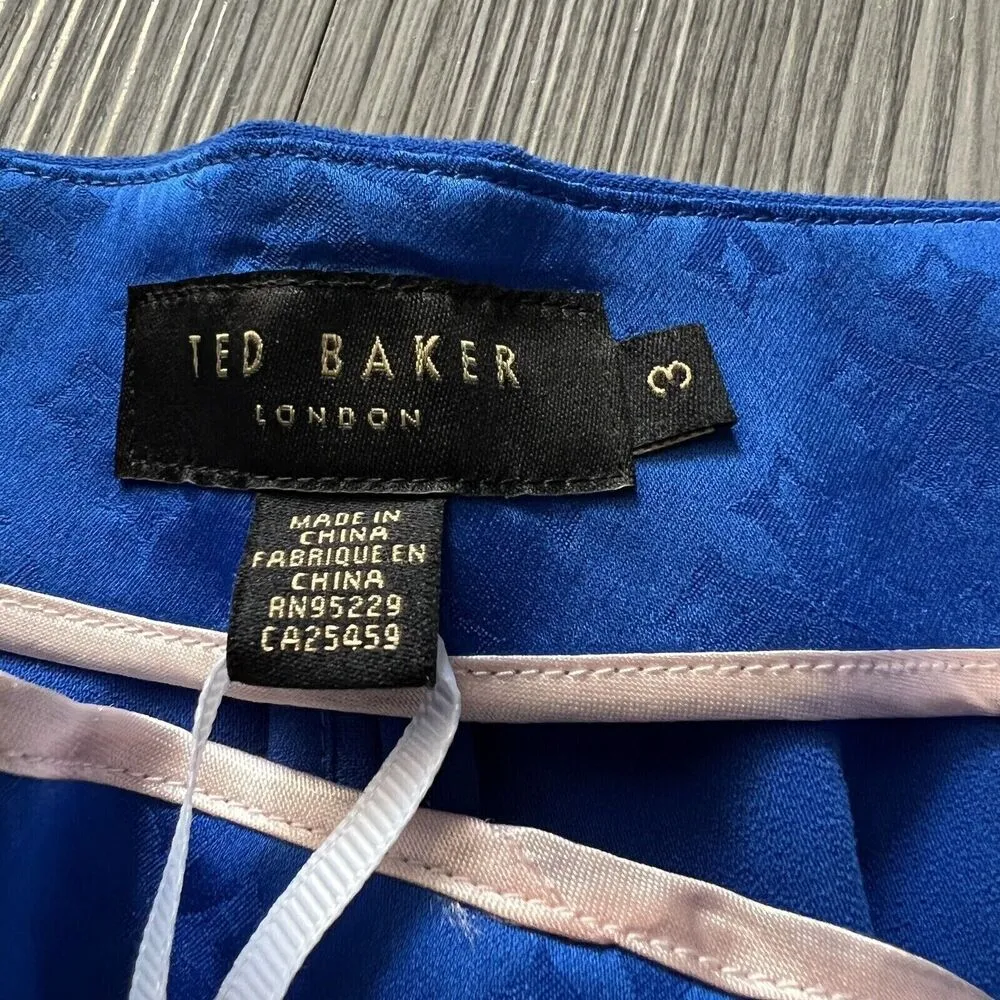 TED BAKER
LONDON
3
MADE IN
CHINA
FABRIQUE EN
CHINA
RN95229
CA25459